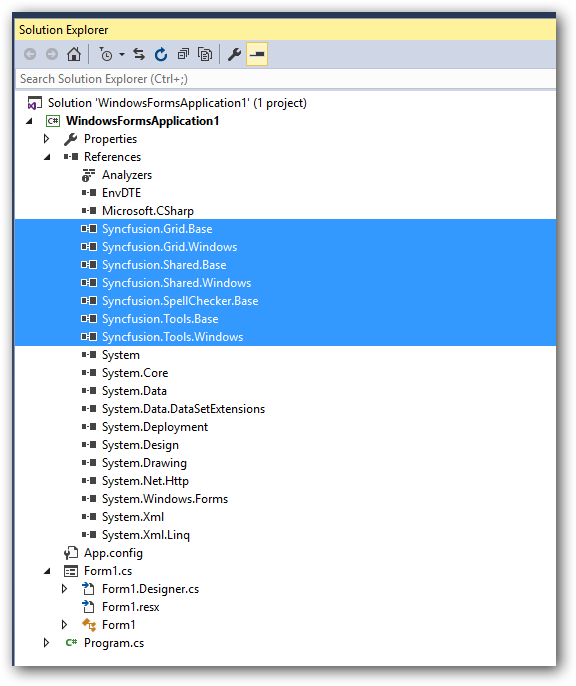 Solution Explorer
Search Solution Explorer (Ctrl+;)
Solution 'WindowsFormsApplication1' (1 project)
C# WindowsFormsApplication1
Properties
References
Analyzers
EnvDTE
Microsoft.CSharp
Syncfusion.Grid.Base
Syncfusion.Grid.Windows
Syncfusion.Shared.Base
Syncfusion.Shared.Windows
Syncfusion.SpellChecker.Base
Syncfusion.Tools.Base
Syncfusion.Tools.Windows
System
System.Core
System.Data
System.Data.DataSetExtensions
System.Deployment
System.Design
System.Drawing
System.Net.Http
System.Windows.Forms
System.Xml
System.Xml.Linq
App.config
Form1.cs
Form1.Designer.cs
Form1.resx
Form1
C# Program.cs